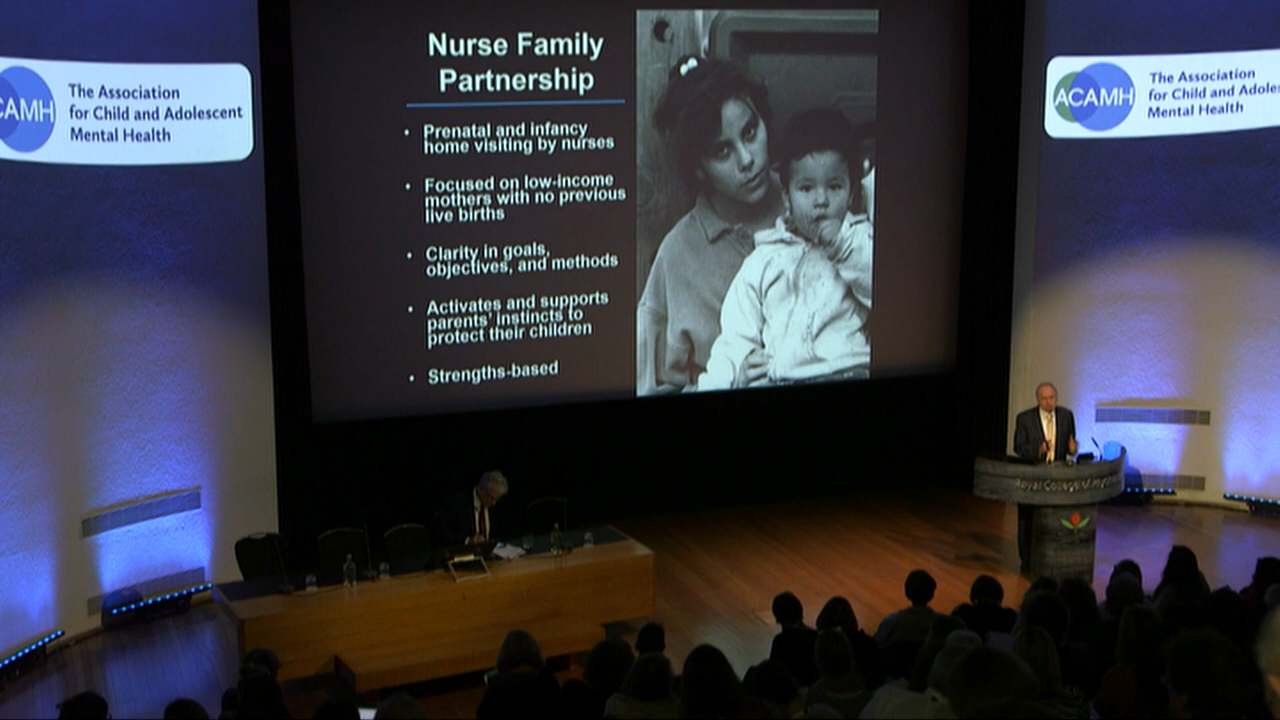 Nurse Family
Partnership
• Prenatal and infancy
home visiting by nurses
• Focused on low-income
mothers with no previous
live births
• Clarity in goals,
objectives, and methods
• Activates and supports
parents' instincts to
protect their children
• Strengths-based
CAMH
The Association
for Child and Adolescent
Mental Health
ACAMH
The Association
for Child and Adoles
Mental Health
Royal College of